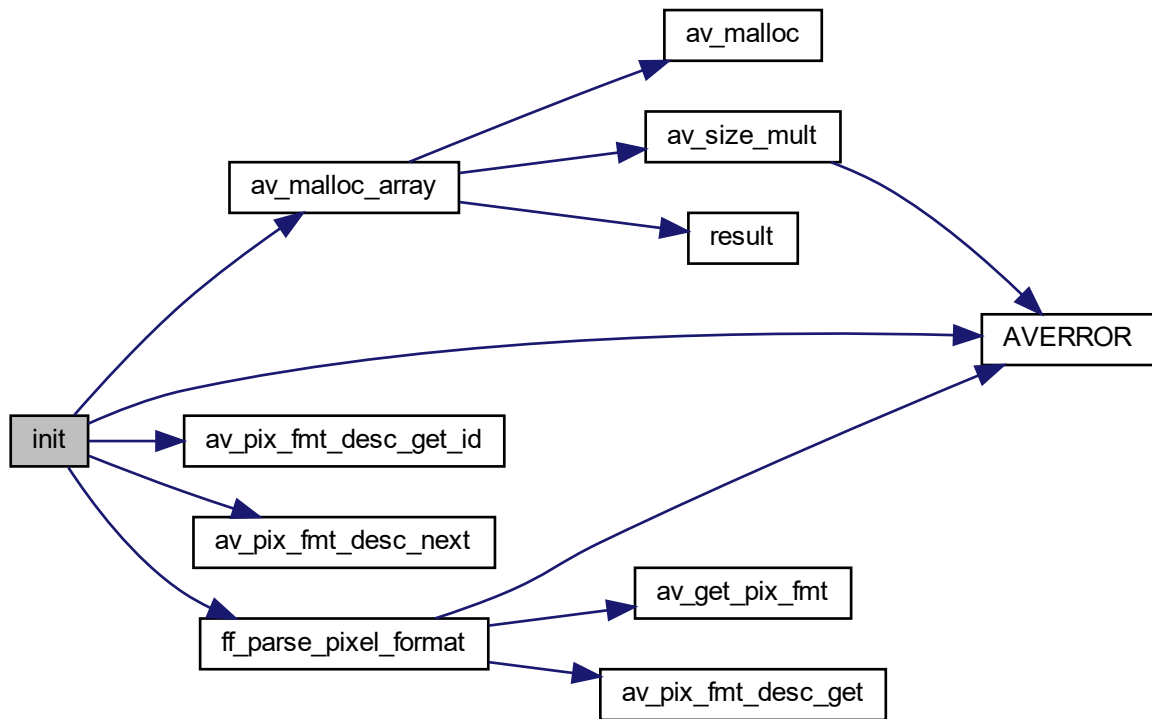 av_malloc
av_size_mult
av_malloc_array
result
AVERROR
init
av_pix_fmt_desc_get_id
av_pix_fmt_desc_next
av_get_pix_fmt
ff_parse_pixel_format
av_pix_fmt_desc_get